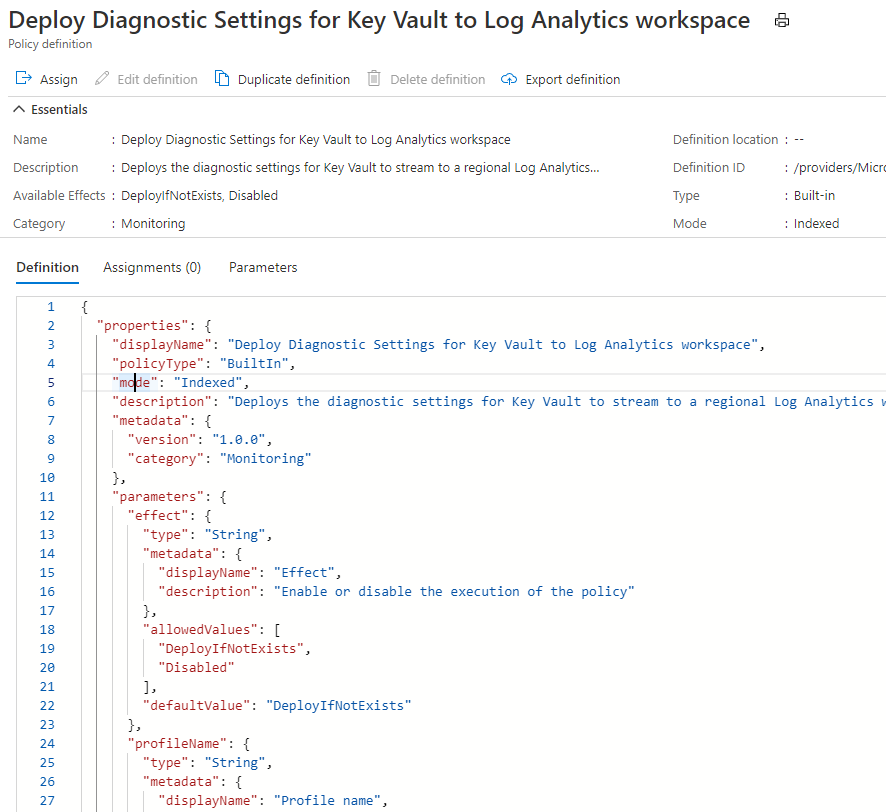 Deploy Diagnostic Settings for Key Vault to Log Analytics workspace
Policy definition
Assign Edit definition Duplicate definition Delete definition Export definition
Essentials
Name : Deploy Diagnostic Settings for Key Vault to Log Analytics workspace Definition location : --
Description : Deploys the diagnostic settings for Key Vault to stream to a regional Log Analytics... Definition ID : /providers/Micro
Available Effects : DeployIfNotExists, Disabled Type : Built-in
Category : Monitoring Mode : Indexed
Definition Assignments (0) Parameters
1 {
2 "properties": {
3 "displayName": "Deploy Diagnostic Settings for Key Vault to Log Analytics workspace",
4 "policyType": "BuiltIn",
5 "mode": "Indexed",
6 "description": "Deploys the diagnostic settings for Key Vault to stream to a regional Log Analytics w
7 "metadata": {
8 "version": "1.0.0",
9 "category": "Monitoring"
10 },
11 "parameters": {
12 "effect": {
13 "type": "String",
14 "metadata": {
15 "displayName": "Effect",
16 "description": "Enable or disable the execution of the policy"
17 },
18 "allowedValues": [
19 "DeployIfNotExists",
20 "Disabled"
21 ],
22 "defaultValue": "DeployIfNotExists"
23 },
24 "profileName": {
25 "type": "String",
26 "metadata": {
27 "displayName": "Profile name",